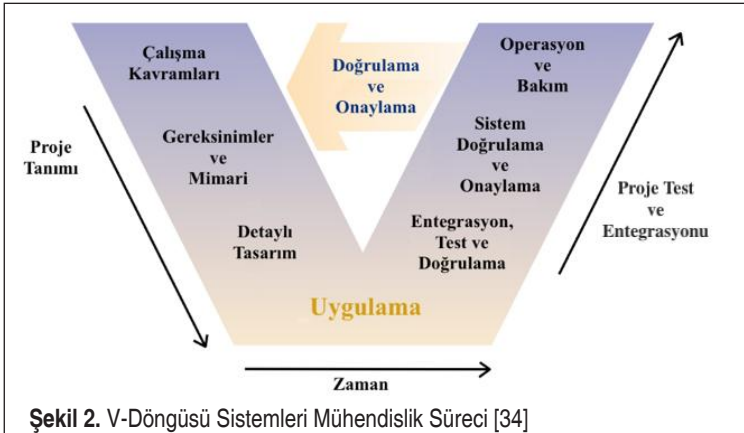 Çalışma
Kavramları
Doğrulama
ve
Onaylama
Operasyon
ve
Bakım
Proje
Tanımı
Gereksinimler
ve
Mimari
Sistem
Doğrulama
ve
Onaylama
Proje Test
ve
Entegrasyonu
Detaylı
Tasarım
Entegrasyon,
Test ve
Doğrulama
Uygulama
Zaman
Şekil 2. V-Döngüsü Sistemleri Mühendislik Süreci [34]